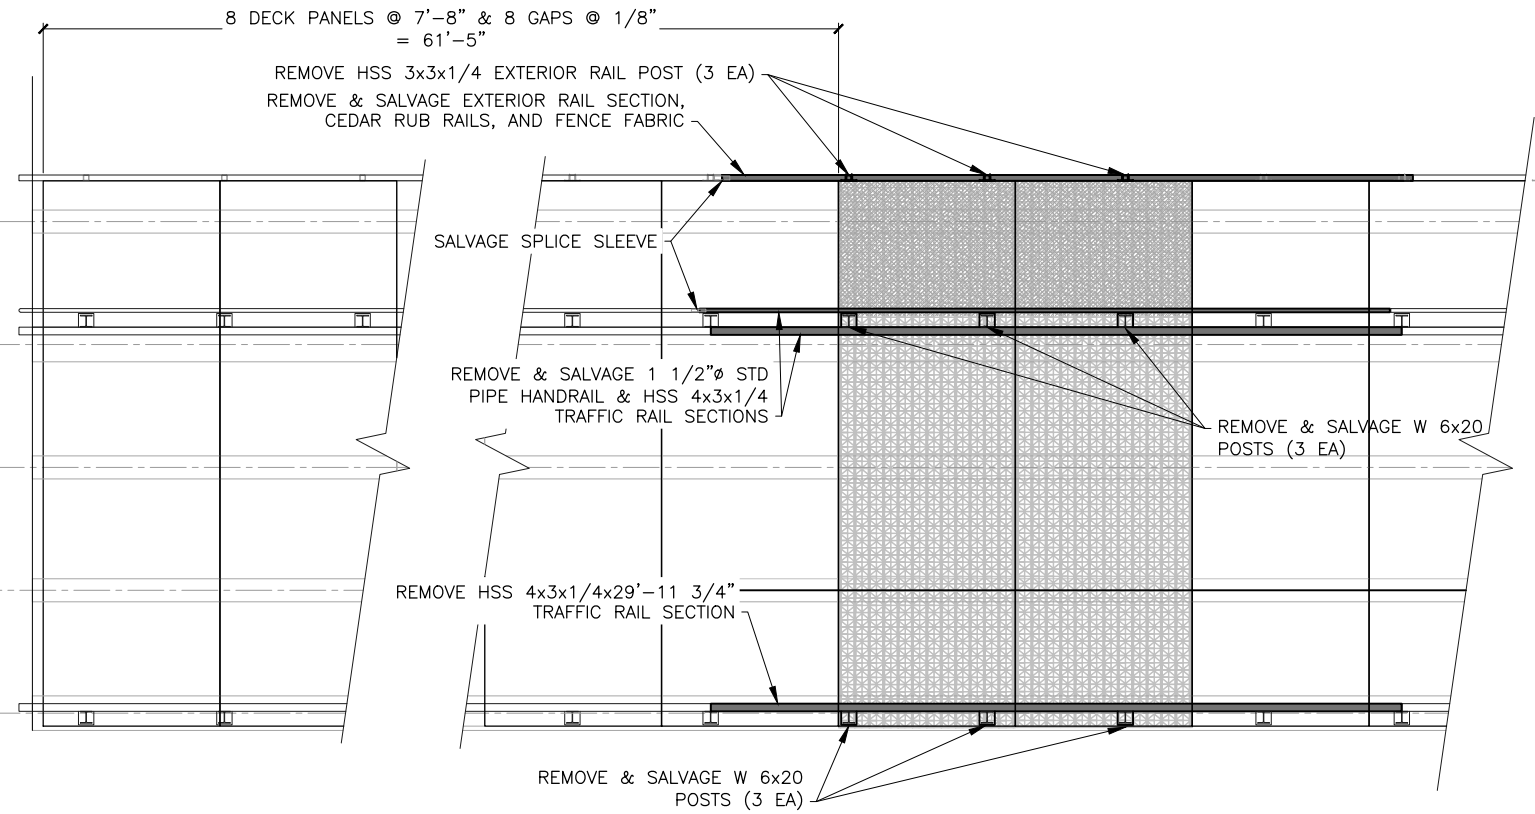 8 DECK PANELS @ 7'-8" & 8 GAPS @ 1/8"
= 61'-5"
REMOVE HSS 3x3x1/4 EXTERIOR RAIL POST (3 EA)
REMOVE & SALVAGE EXTERIOR RAIL SECTION,
CEDAR RUB RAILS, AND FENCE FABRIC
SALVAGE SPLICE SLEEVE
REMOVE & SALVAGE 1 1/2"ø STD
PIPE HANDRAIL & HSS 4x3x1/4
TRAFFIC RAIL SECTIONS
REMOVE & SALVAGE W 6x20
POSTS (3 EA)
REMOVE HSS 4x3x1/4x29'-11 3/4"
TRAFFIC RAIL SECTION
REMOVE & SALVAGE W 6x20
POSTS (3 EA)